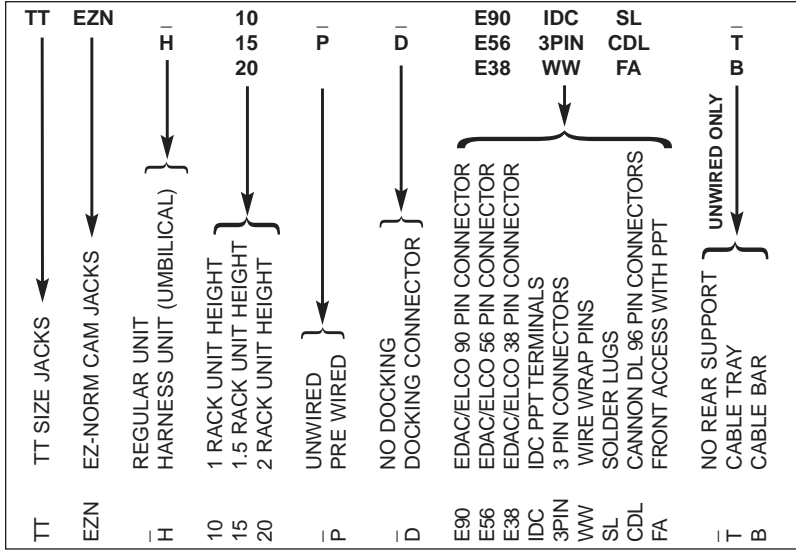 TT EZN _ 10 _ _ E90 IDC SL _
H 15 P D E56 3PIN CDL T
20 E38 WW FA B
UNWIRED ONLY
TT TT SIZE JACKS
EZN EZ-NORM CAM JACKS
_ REGULAR UNIT
H HARNESS UNIT (UMBILICAL)
10 1 RACK UNIT HEIGHT
15 1.5 RACK UNIT HEIGHT
20 2 RACK UNIT HEIGHT
_ UNWIRED
P PRE WIRED
_ NO DOCKING
D DOCKING CONNECTOR
E90 EDAC/ELCO 90 PIN CONNECTOR
E56 EDAC/ELCO 56 PIN CONNECTOR
E38 EDAC/ELCO 38 PIN CONNECTOR
IDC IDC PPT TERMINALS
3PIN 3 PIN CONNECTORS
WW WIRE WRAP PINS
SL SOLDER LUGS
CDL CANNON DL 96 PIN CONNECTORS
FA FRONT ACCESS WITH PPT
_ NO REAR SUPPORT
T CABLE TRAY
B CABLE BAR